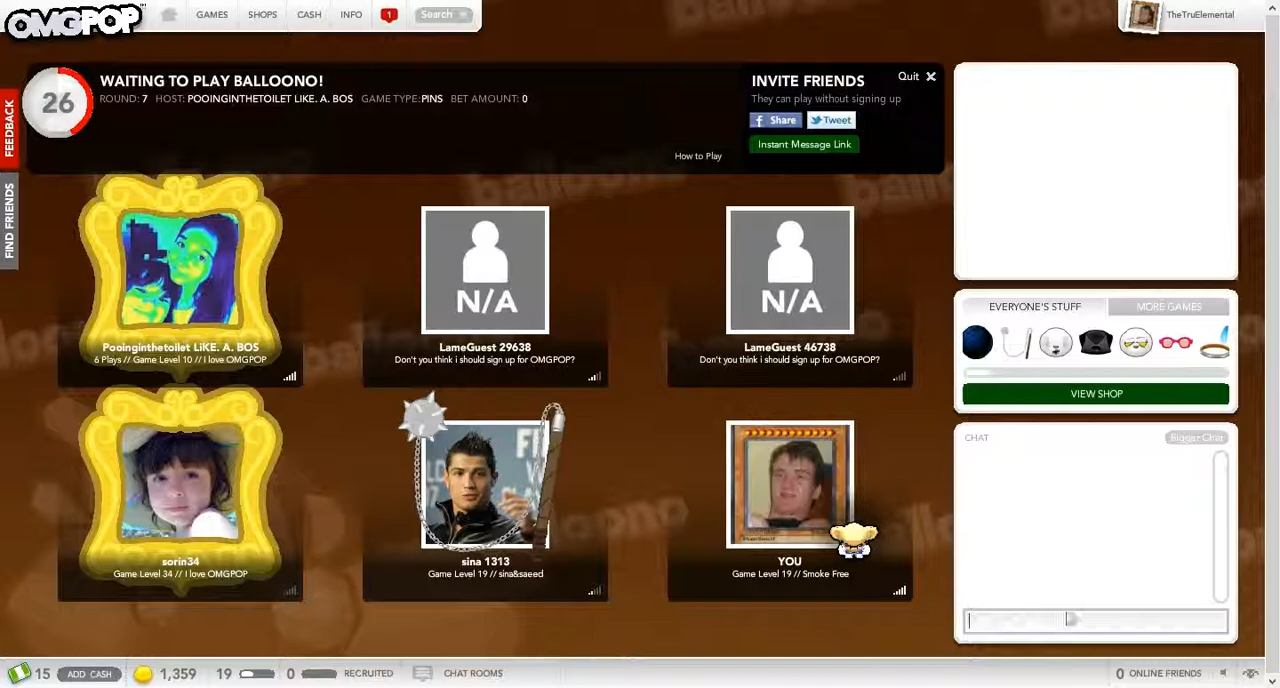 OMGPOP
GAMES SHOPS CASH INFO 1 Search
TheTruElemental
FEEDBACK
FIND FRIENDS
26
WAITING TO PLAY BALLOONO!
ROUND: 7 HOST: POOINGINTHETOILET LIKE. A. BOS GAME TYPE: PINS BET AMOUNT: 0
How to Play
INVITE FRIENDS
Quit X
They can play without signing up
f Share Tweet
Instant Message Link
Pooinginthetoilet LiKE. A. BOS
6 Plays // Game Level 10 // I love OMGPOP
N/A
LameGuest 29638
Don't you think i should sign up for OMGPOP?
N/A
LameGuest 46738
Don't you think i should sign up for OMGPOP?
sorin34
Game Level 34 // I love OMGPOP
sina 1313
Game Level 19 // sina&saeed
YOU
Game Level 19 // Smoke Free
EVERYONE'S STUFF MORE GAMES
VIEW SHOP
CHAT Bigger Chat
15 ADD CASH 1,359 19 0 RECRUITED CHAT ROOMS
0 ONLINE FRIENDS